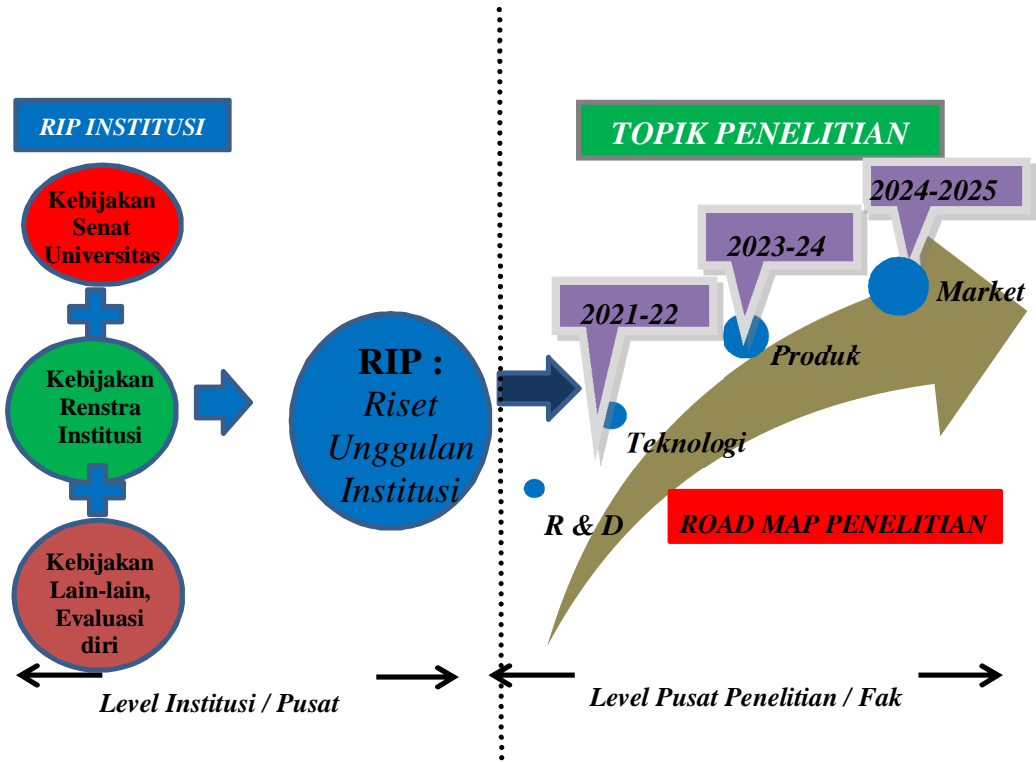 RIP INSTITUSI
Kebijakan
Senat
Universitas
Kebijakan
Renstra
Institusi
Kebijakan
Lain-lain,
Evaluasi
diri
RIP :
Riset
Unggulan
Institusi
Level Institusi / Pusat
TOPIK PENELITIAN
2021-22
2023-24
2024-2025
R & D
Teknologi
Produk
Market
ROAD MAP PENELITIAN
Level Pusat Penelitian / Fak